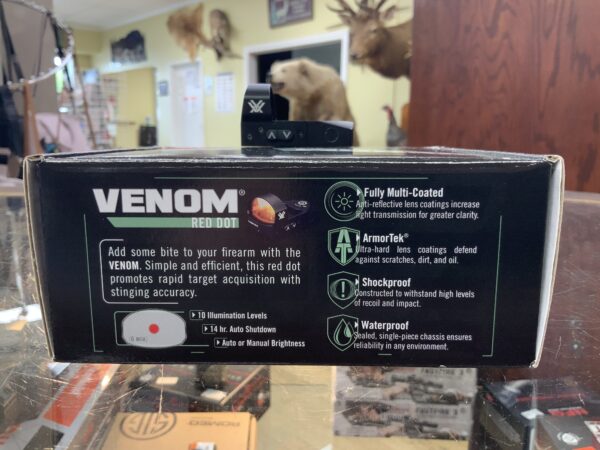 VENOM®
RED DOT
Add some bite to your firearm with the
VENOM. Simple and efficient, this red dot
promotes rapid target acquisition with
stinging accuracy.
10 Illumination Levels
14 hr. Auto Shutdown
Auto or Manual Brightness
Fully Multi-Coated
Anti-reflective lens coatings increase
light transmission for greater clarity.
ArmorTek®
Ultra-hard lens coatings defend
against scratches, dirt, and oil.
Shockproof
Constructed to withstand high levels
of recoil and impact.
Waterproof
Sealed, single-piece chassis ensures
reliability in any environment.
SIG
ROMEO